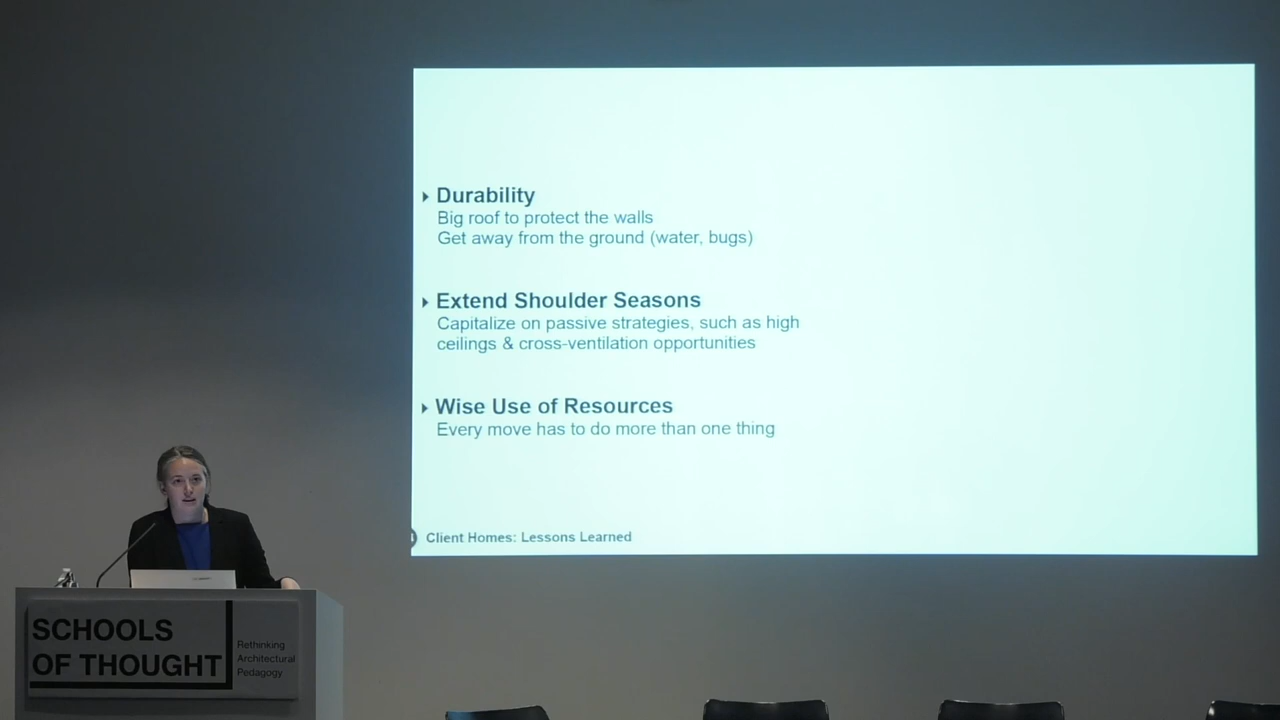 Durability
Big roof to protect the walls
Get away from the ground (water, bugs)
Extend Shoulder Seasons
Capitalize on passive strategies, such as high
ceilings & cross-ventilation opportunities
Wise Use of Resources
Every move has to do more than one thing
Client Homes: Lessons Learned
SCHOOLS
OF THOUGHT
Rethinking
Architectural
Pedagogy